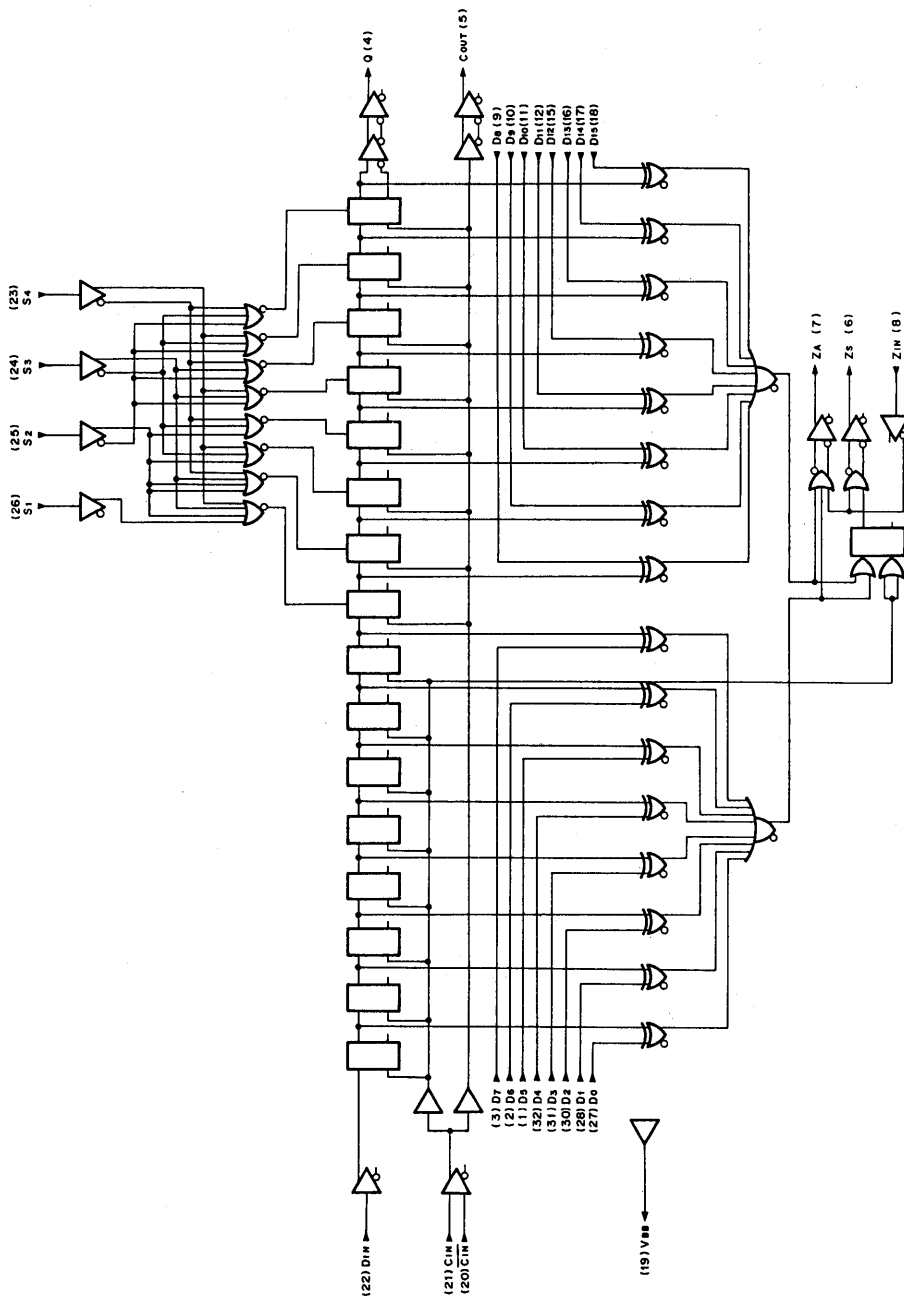 (23)
S4
(24)
S3
(25)
S2
(26)
S1
Q (4)
COUT (5)
D8 (9)
D9 (10)
D10 (11)
D11 (12)
D12 (15)
D13 (16)
D14 (17)
D15 (18)
ZA (7)
ZS (6)
ZIN (8)
(3) D7
(2) D6
(1) D5
(32) D4
(31) D3
(30) D2
(28) D1
(27) D0
(22) DIN
(21) CIN
(20) C̅I̅N̅
(19) VBB